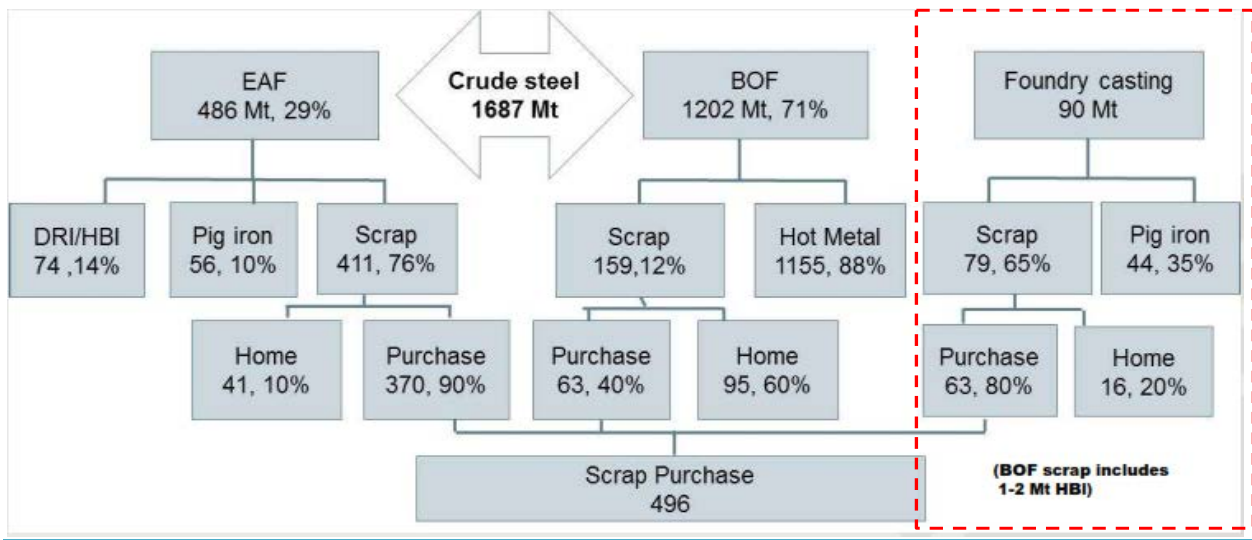 EAF
486 Mt, 29%
Crude steel
1687 Mt
BOF
1202 Mt, 71%
Foundry casting
90 Mt
DRI/HBI
74 ,14%
Pig iron
56, 10%
Scrap
411, 76%
Scrap
159,12%
Hot Metal
1155, 88%
Scrap
79, 65%
Pig iron
44, 35%
Home
41, 10%
Purchase
370, 90%
Purchase
63, 40%
Home
95, 60%
Purchase
63, 80%
Home
16, 20%
Scrap Purchase
496
(BOF scrap includes
1-2 Mt HBI)